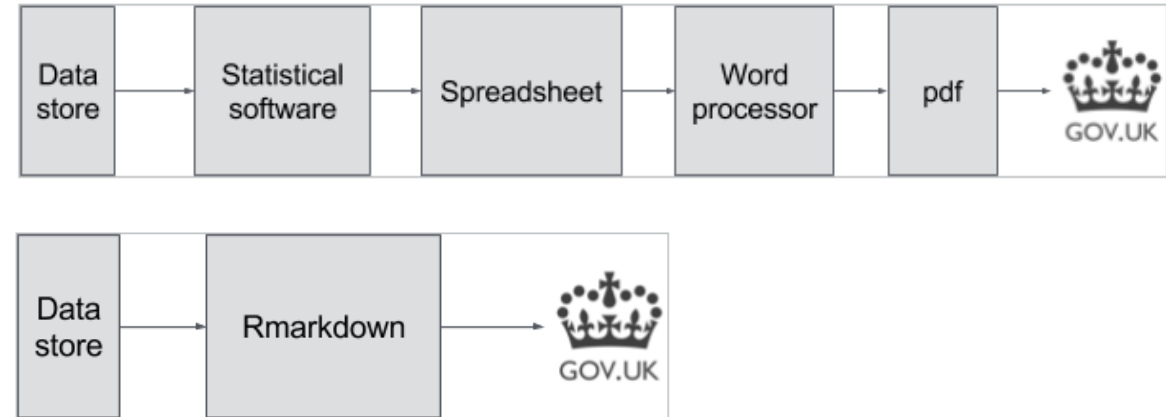 Data
store
Statistical
software
Spreadsheet
Word
processor
pdf
GOV.UK
Data
store
Rmarkdown
GOV.UK